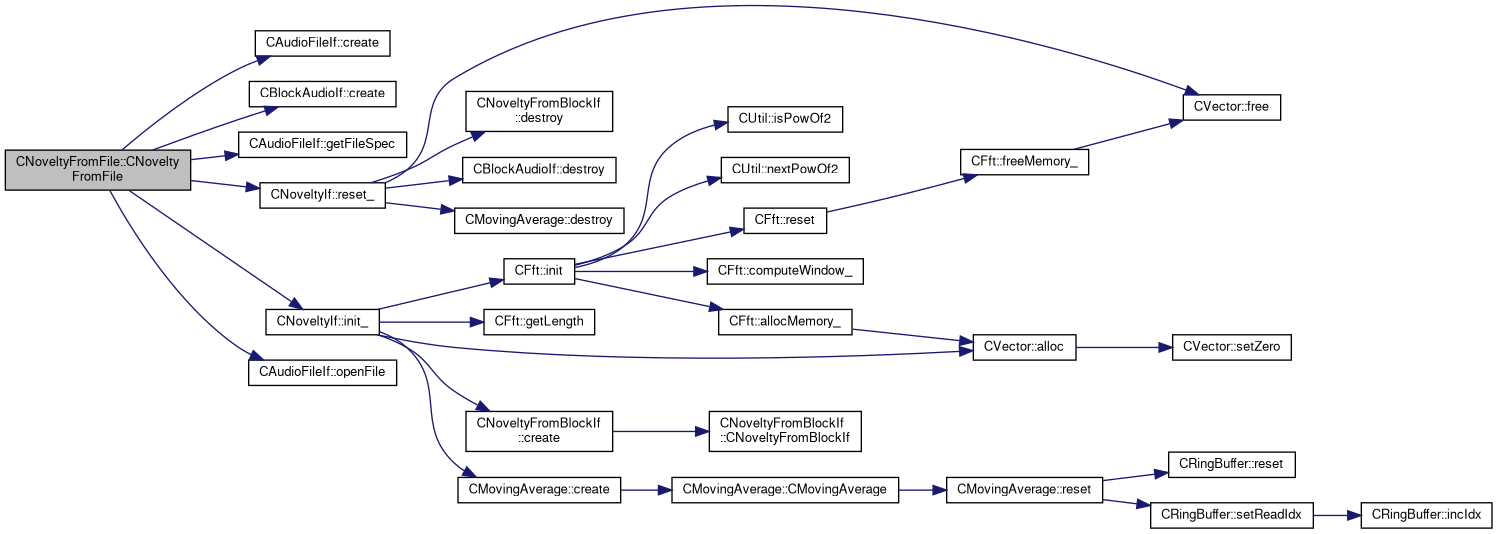 CNoveltyFromFile::CNovelty
FromFile
CAudioFileIf::create
CBlockAudioIf::create
CAudioFileIf::getFileSpec
CNoveltyIf::reset_
CNoveltyIf::init_
CAudioFileIf::openFile
CNoveltyFromBlockIf
::destroy
CBlockAudioIf::destroy
CMovingAverage::destroy
CFft::init
CFft::getLength
CNoveltyFromBlockIf
::create
CMovingAverage::create
CUtil::isPowOf2
CUtil::nextPowOf2
CFft::reset
CFft::computeWindow_
CFft::allocMemory_
CNoveltyFromBlockIf
::CNoveltyFromBlockIf
CMovingAverage::CMovingAverage
CFft::freeMemory_
CVector::alloc
CMovingAverage::reset
CVector::free
CVector::setZero
CRingBuffer::reset
CRingBuffer::setReadIdx
CRingBuffer::incIdx